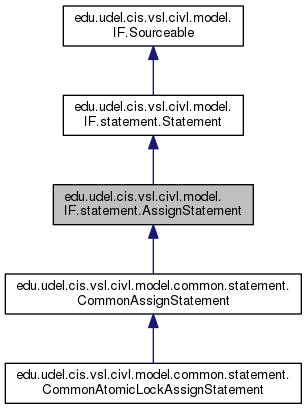 edu.udel.cis.vsl.civl.model.
IF.Sourceable
edu.udel.cis.vsl.civl.model.
IF.statement.Statement
edu.udel.cis.vsl.civl.model.
IF.statement.AssignStatement
edu.udel.cis.vsl.civl.model.common.statement.
CommonAssignStatement
edu.udel.cis.vsl.civl.model.common.statement.
CommonAtomicLockAssignStatement